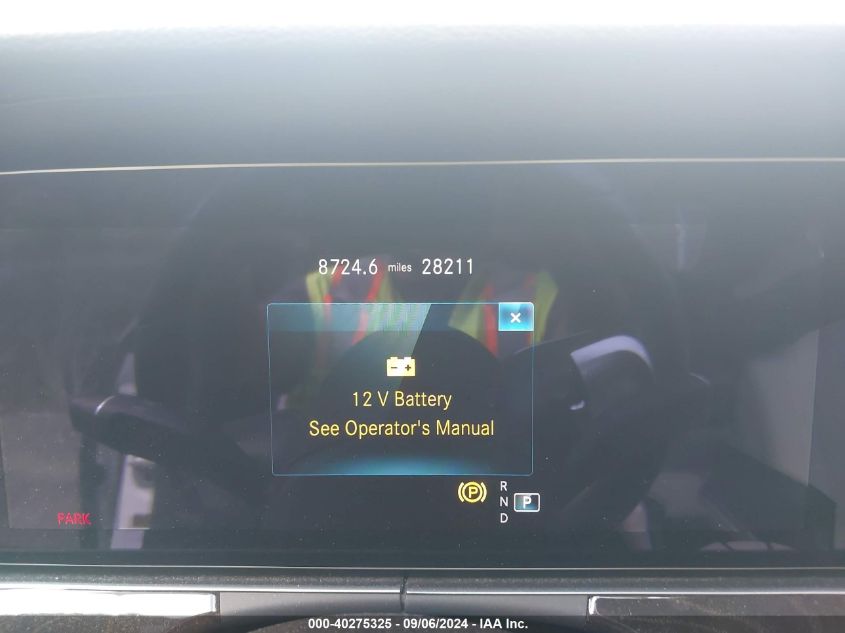 8724.6 miles 28211
×
12 V Battery
See Operator's Manual
(P)
R
N P
D
PARK
000-40275325 - 09/06/2024 - IAA Inc.